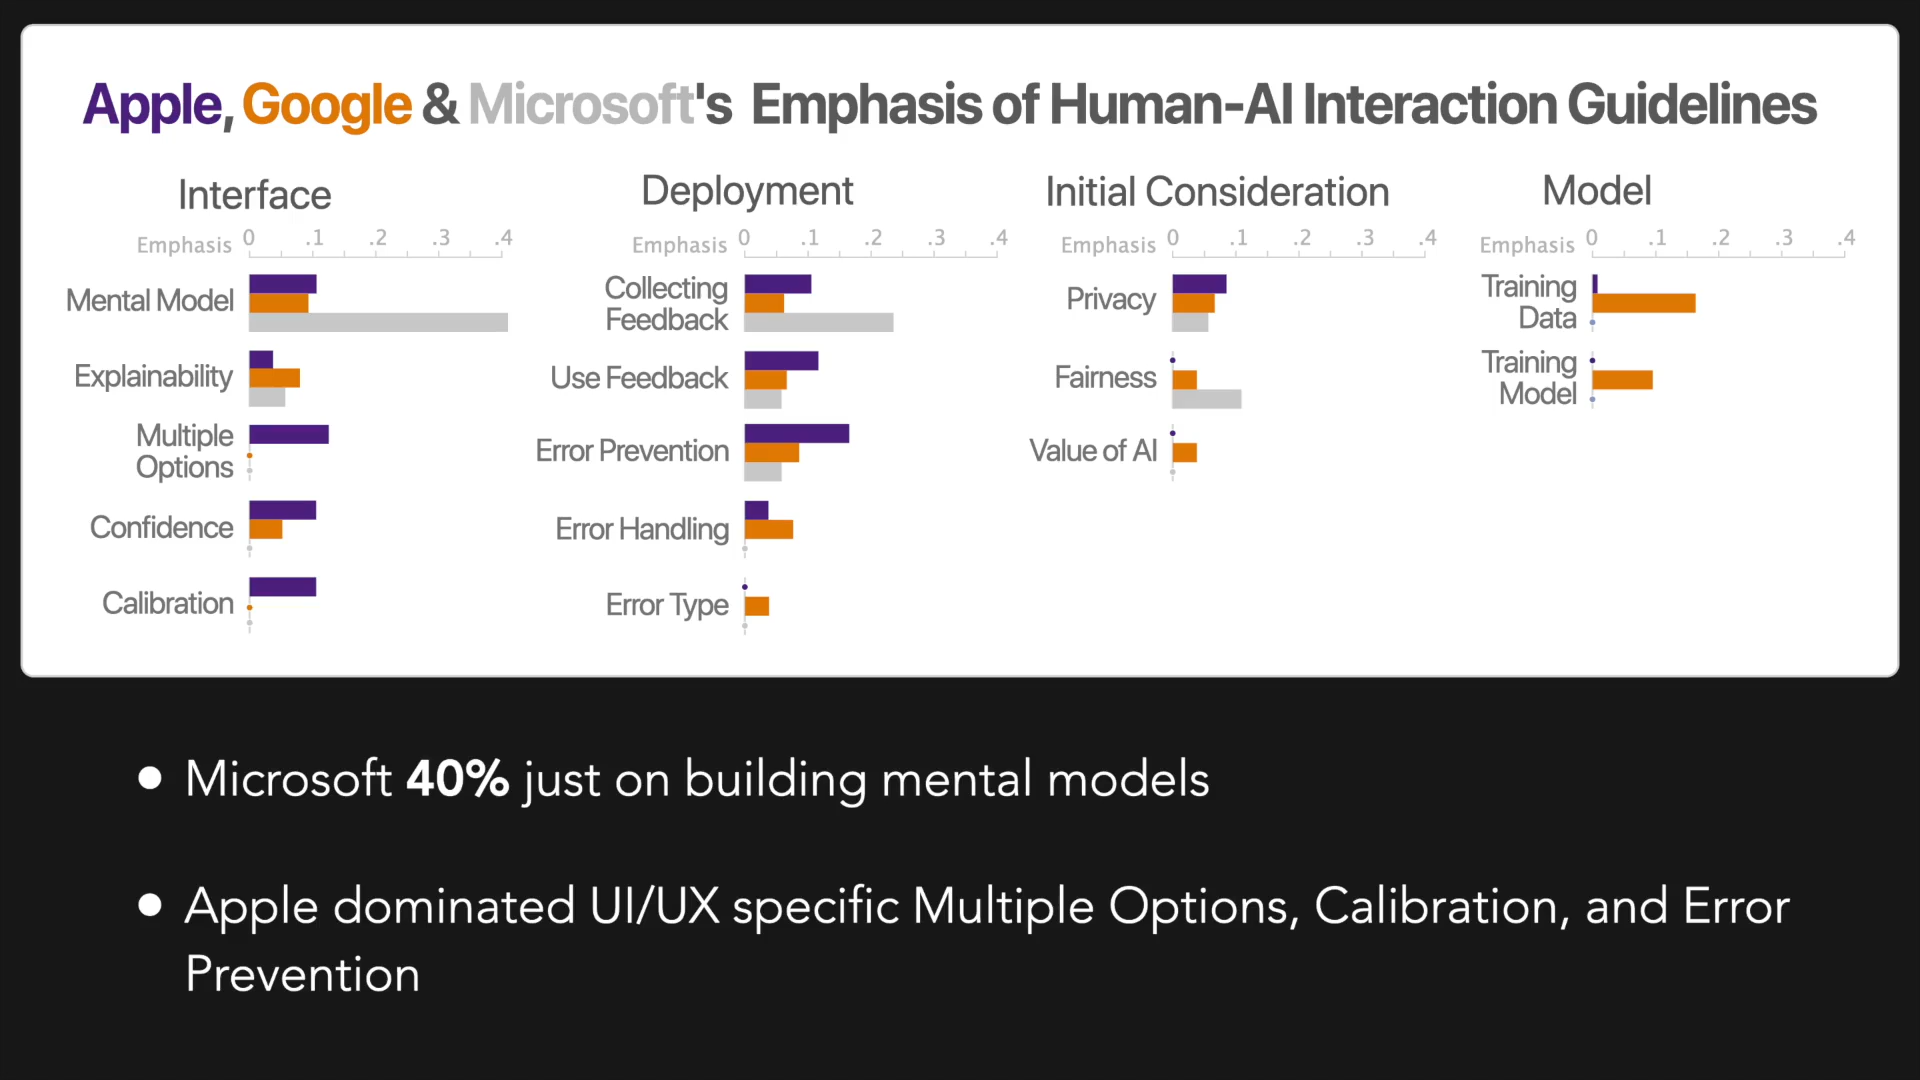 Apple, Google & Microsoft's Emphasis of Human-AI Interaction Guidelines
Interface
Emphasis 0 .1 .2 .3 .4
Mental Model
Explainability
Multiple
Options
Confidence
Calibration
Deployment
Emphasis 0 .1 .2 .3 .4
Collecting
Feedback
Use Feedback
Error Prevention
Error Handling
Error Type
Initial Consideration
Emphasis 0 .1 .2 .3 .4
Privacy
Fairness
Value of AI
Model
Emphasis 0 .1 .2 .3 .4
Training
Data
Training
Model
● Microsoft 40% just on building mental models
● Apple dominated UI/UX specific Multiple Options, Calibration, and Error
Prevention